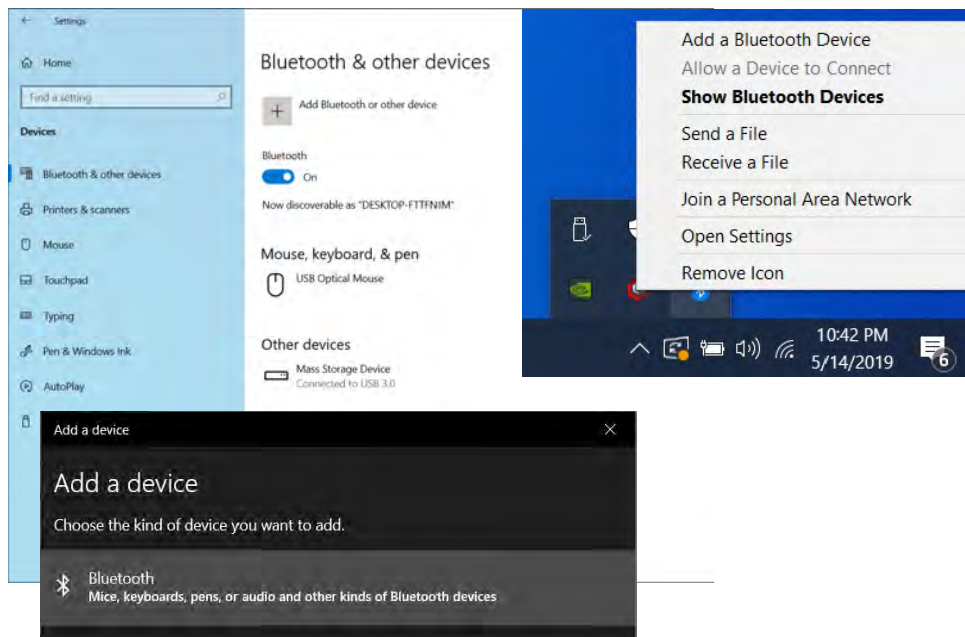 Settings
Home
Find a setting
Devices
Bluetooth & other devices
Printers & scanners
Mouse
Touchpad
Typing
Pen & Windows Ink
AutoPlay
Bluetooth & other devices
Add Bluetooth or other device
Bluetooth
On
Now discoverable as "DESKTOP-FTTFN1M"
Mouse, keyboard, & pen
USB Optical Mouse
Other devices
Mass Storage Device
Connected to USB 3.0
Add a Bluetooth Device
Allow a Device to Connect
Show Bluetooth Devices
Send a File
Receive a File
Join a Personal Area Network
Open Settings
Remove Icon
10:42 PM
5/14/2019
6
Add a device
Add a device
Choose the kind of device you want to add.
Bluetooth
Mice, keyboards, pens, or audio and other kinds of Bluetooth devices